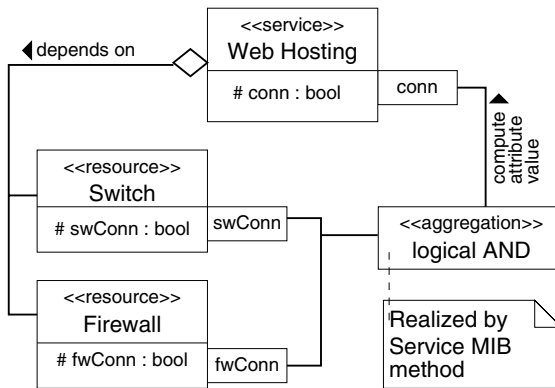 <<service>>
Web Hosting
# conn : bool
conn
depends on
compute
attribute
value
<<resource>>
Switch
# swConn : bool
swConn
<<aggregation>>
logical AND
<<resource>>
Firewall
# fwConn : bool
fwConn
Realized by
Service MIB
method